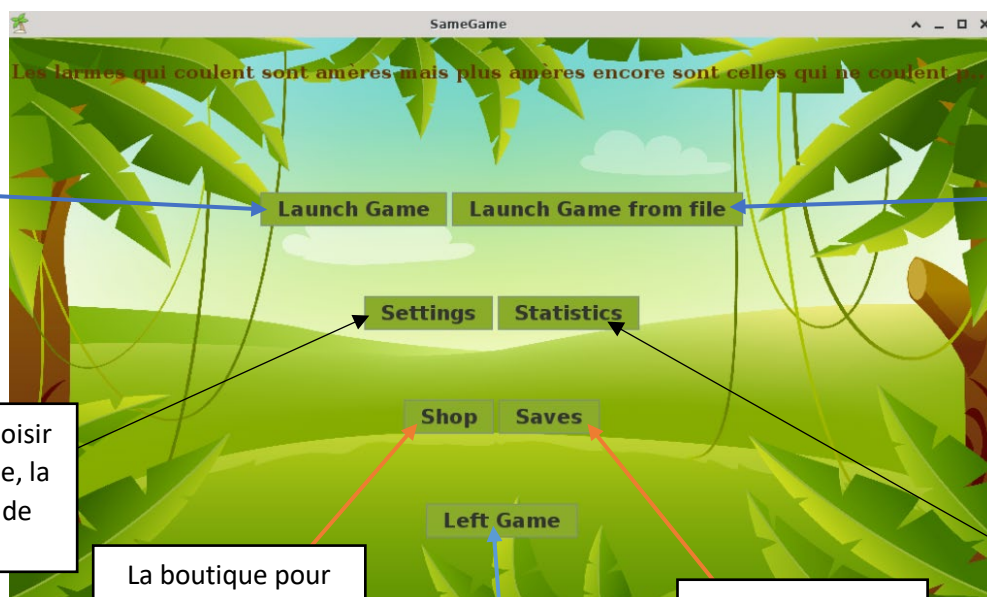 SameGame
Les larmes qui coulent sont amères mais plus amères encore sont celles qui ne coulent p...
Launch Game Launch Game from file
Settings Statistics
oisir
e, la
de
Shop Saves
Left Game
La boutique pour